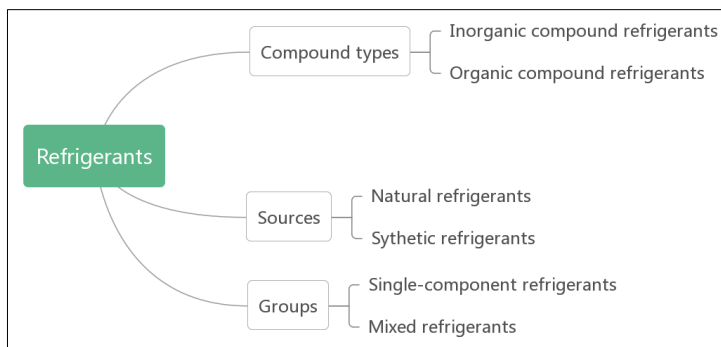 Refrigerants
Compound types
Inorganic compound refrigerants
Organic compound refrigerants
Sources
Natural refrigerants
Sythetic refrigerants
Groups
Single-component refrigerants
Mixed refrigerants